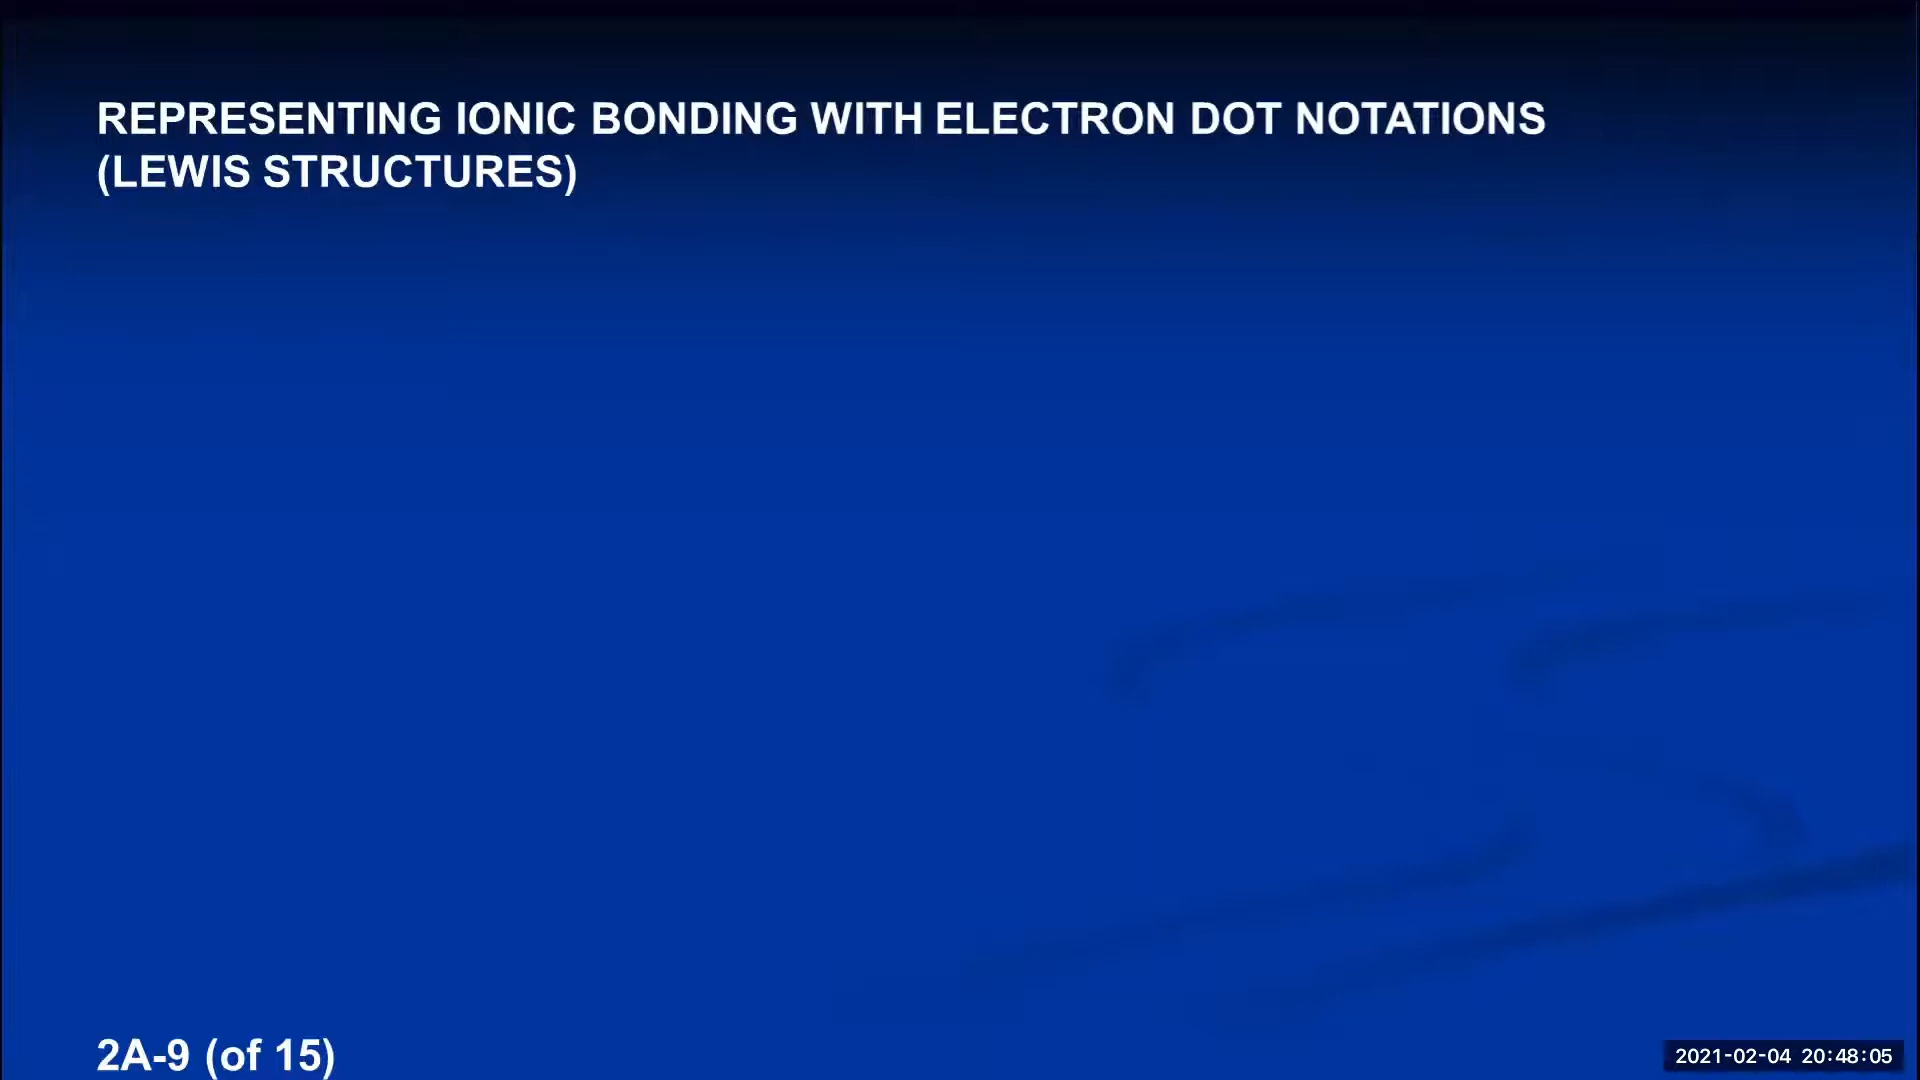 REPRESENTING IONIC BONDING WITH ELECTRON DOT NOTATIONS
(LEWIS STRUCTURES)
2A-9 (of 15)
2021-02-04 20:48:05